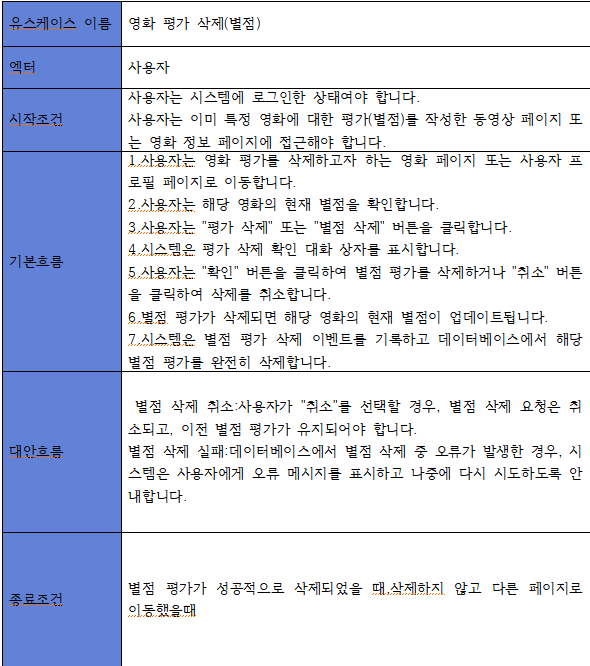 유스케이스 이름
영화 평가 삭제(별점)
엑터
사용자
시작조건
사용자는 시스템에 로그인한 상태여야 합니다.
사용자는 이미 특정 영화에 대한 평가(별점)를 작성한 동영상 페이지 또
는 영화 정보 페이지에 접근해야 합니다.
기본흐름
1.사용자는 영화 평가를 삭제하고자 하는 영화 페이지 또는 사용자 프
로필 페이지로 이동합니다.
2.사용자는 해당 영화의 현재 별점을 확인합니다.
3.사용자는 "평가 삭제" 또는 "별점 삭제" 버튼을 클릭합니다.
4.시스템은 평가 삭제 확인 대화 상자를 표시합니다.
5.사용자는 "확인" 버튼을 클릭하여 별점 평가를 삭제하거나 "취소" 버튼
을 클릭하여 삭제를 취소합니다.
6.별점 평가가 삭제되면 해당 영화의 현재 별점이 업데이트됩니다.
7.시스템은 별점 평가 삭제 이벤트를 기록하고 데이터베이스에서 해당
별점 평가를 완전히 삭제합니다.
대안흐름
별점 삭제 취소:사용자가 "취소"를 선택할 경우, 별점 삭제 요청은 취
소되고, 이전 별점 평가가 유지되어야 합니다.
별점 삭제 실패:데이터베이스에서 별점 삭제 중 오류가 발생한 경우, 시
스템은 사용자에게 오류 메시지를 표시하고 나중에 다시 시도하도록 안
내합니다.
종료조건
별점 평가가 성공적으로 삭제되었을 때,삭제하지 않고 다른 페이지로
이동했을때